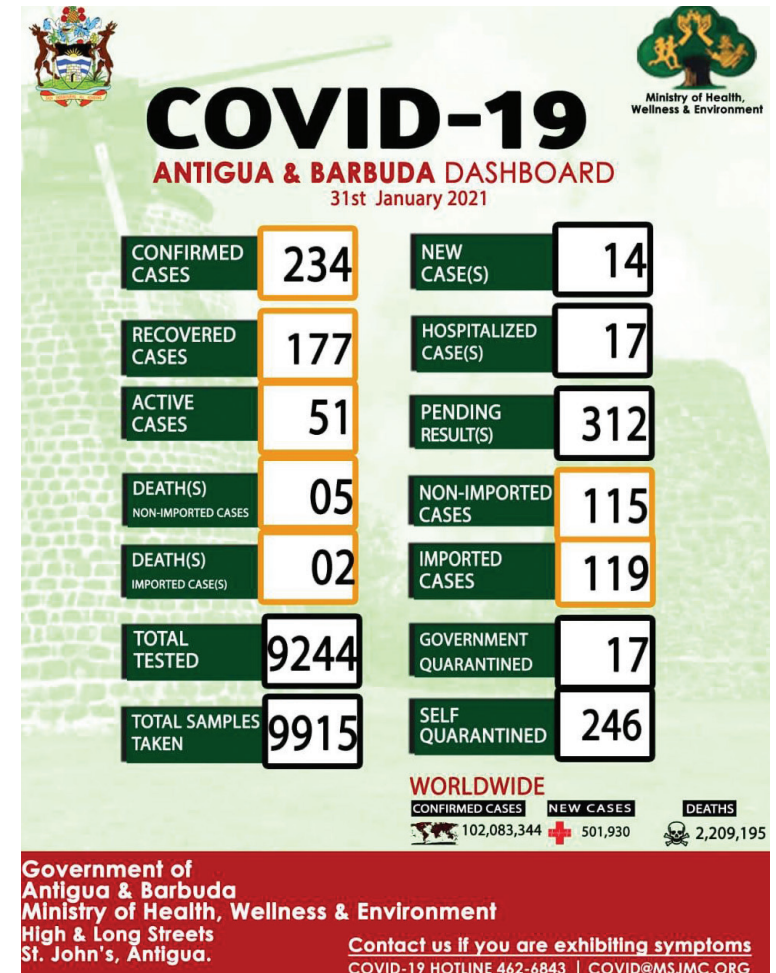 Ministry of Health,
Wellness & Environment
COVID-19
ANTIGUA & BARBUDA DASHBOARD
31st January 2021
CONFIRMED
CASES
234
RECOVERED
CASES
177
ACTIVE
CASES
51
DEATH(S)
NON-IMPORTED CASES
05
DEATH(S)
IMPORTED CASE(S)
02
TOTAL
TESTED
9244
TOTAL SAMPLES
TAKEN
9915
NEW
CASE(S)
14
HOSPITALIZED
CASE(S)
17
PENDING
RESULT(S)
312
NON-IMPORTED
CASES
115
IMPORTED
CASES
119
GOVERNMENT
QUARANTINED
17
SELF
QUARANTINED
246
WORLDWIDE
CONFIRMED CASES NEW CASES DEATHS
102,083,344 501,930 2,209,195
Government of
Antigua & Barbuda
Ministry of Health, Wellness & Environment
High & Long Streets
St. John's, Antigua.
Contact us if you are exhibiting symptoms
COVID-19 HOTLINE 462-6843 | COVID@MSJMC.ORG